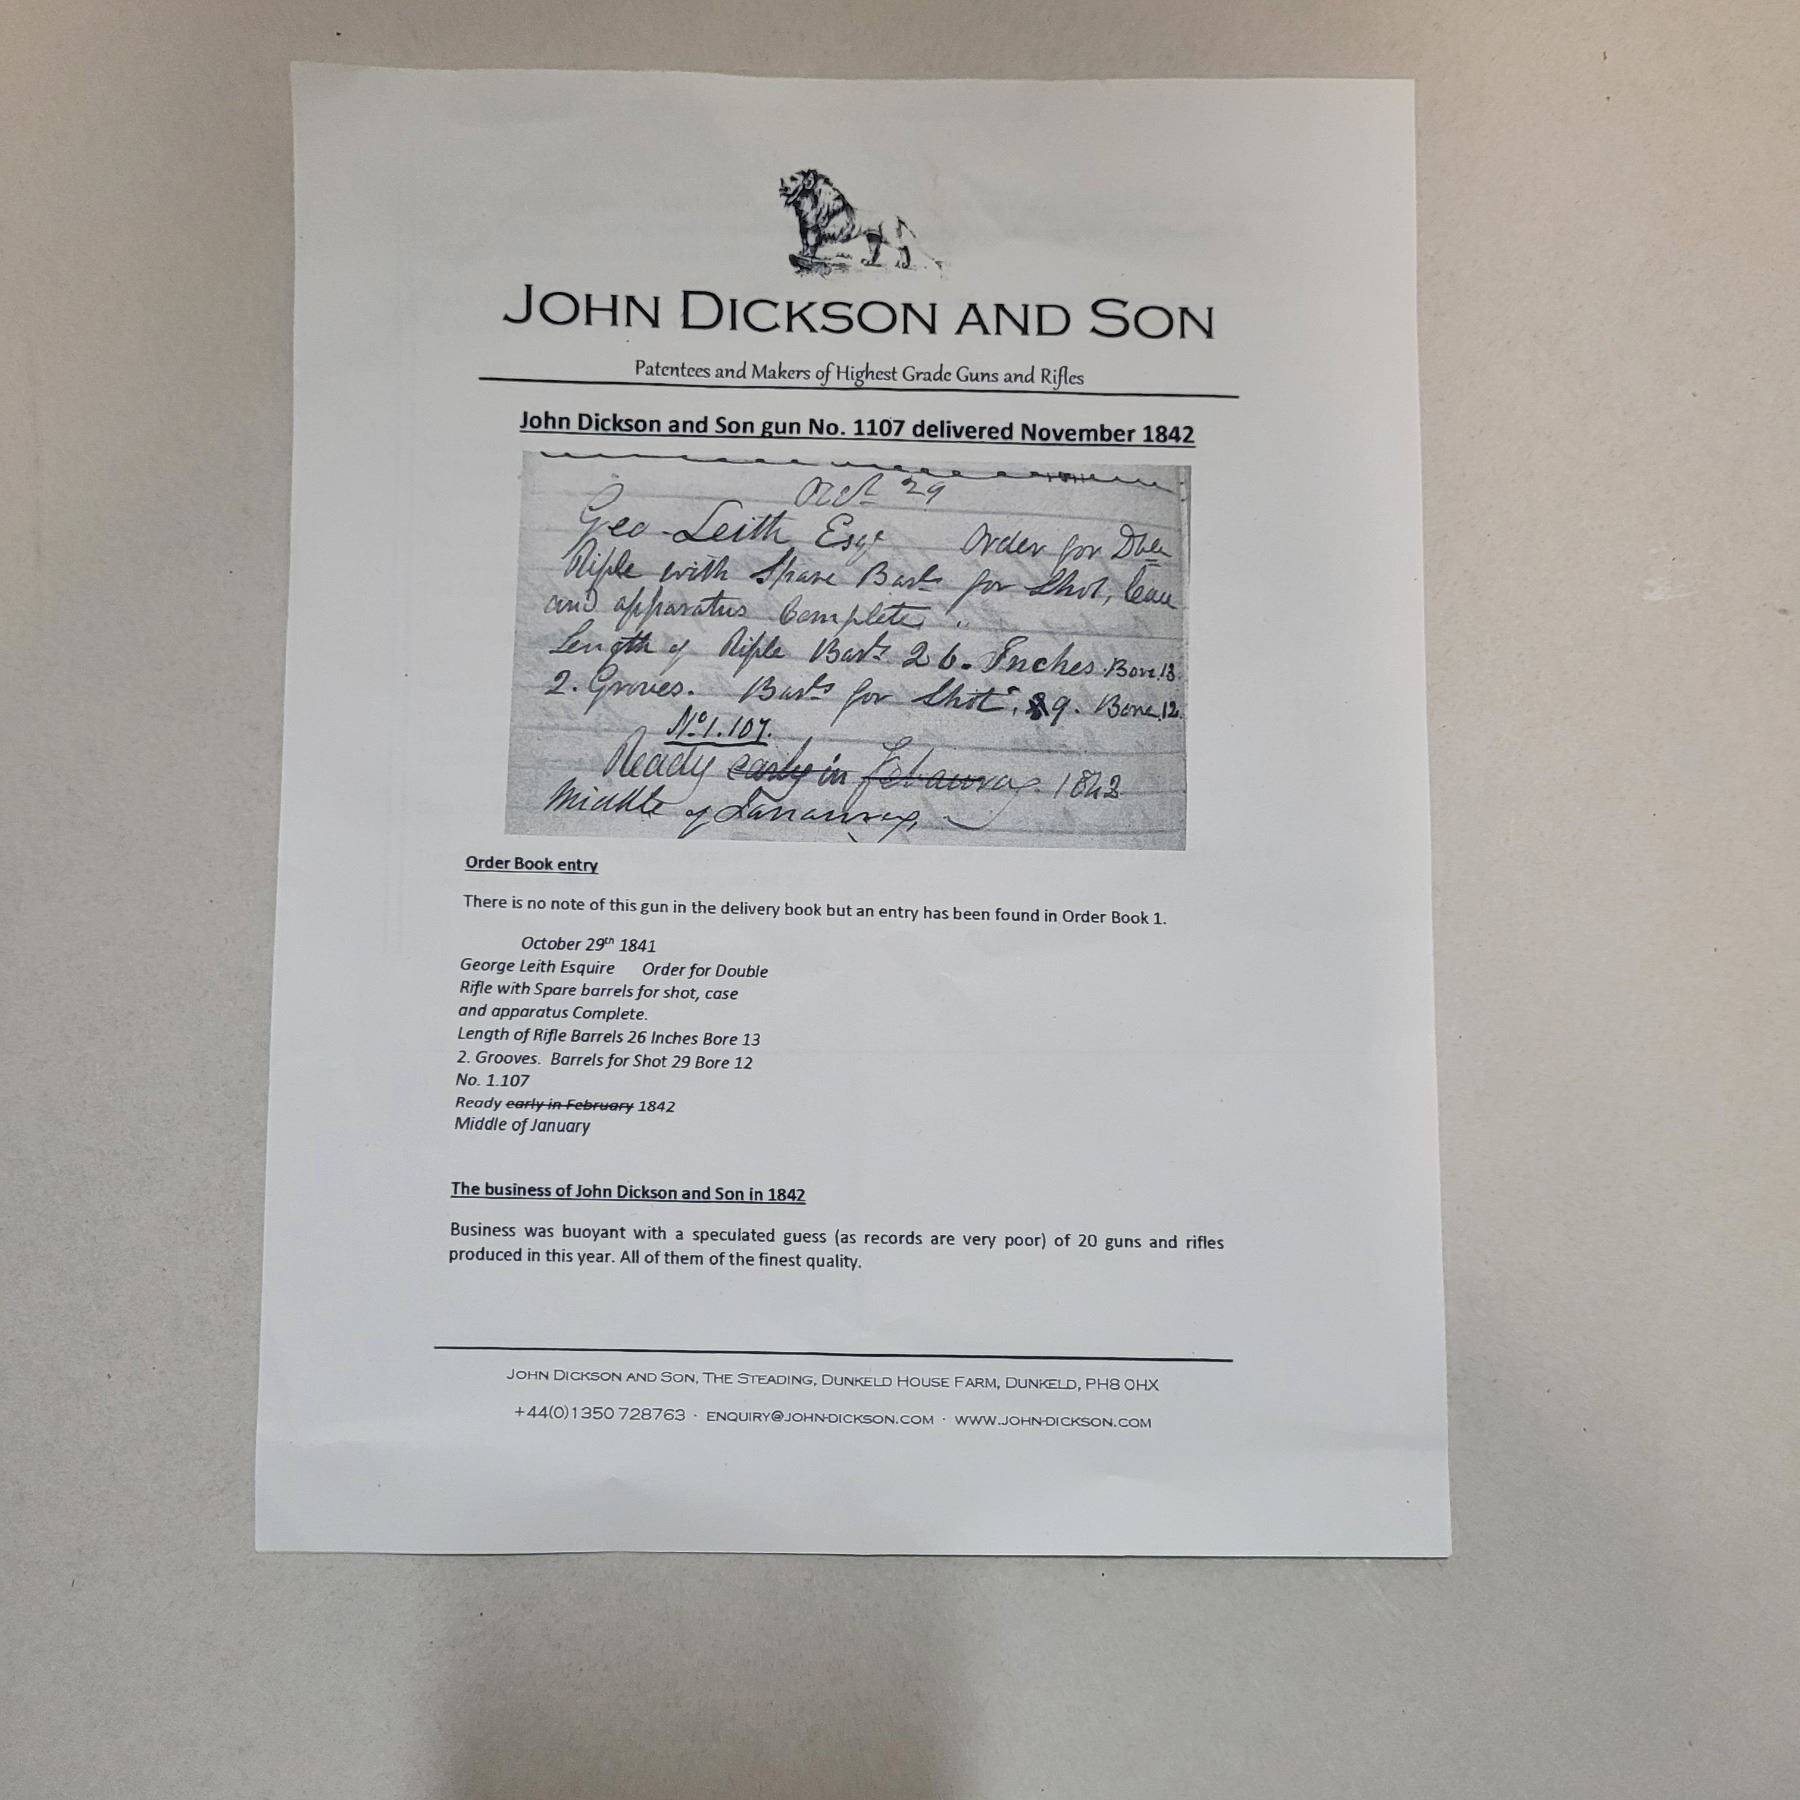 JOHN DICKSON AND SON
Patentees and Makers of Highest Grade Guns and Rifles
John Dickson and Son gun No. 1107 delivered November 1842
Oct 29
Geo Leith Esqr Order for Dble
Rifle with Spare Barls for Shot, Case
and apparatus Complete
Length of Rifle Barls 26. Inches Bore 13.
2. Groves. Barls for Shot. 29. Bore 12
No 1.107.
Ready early in Febauray. 1842
Middle of Janauray,
Order Book entry
There is no note of this gun in the delivery book but an entry has been found in Order Book 1.
October 29th 1841
George Leith Esquire Order for Double
Rifle with Spare barrels for shot, case
and apparatus Complete.
Length of Rifle Barrels 26 Inches Bore 13
2. Grooves. Barrels for Shot 29 Bore 12
No. 1.107
Ready early in February 1842
Middle of January
The business of John Dickson and Son in 1842
Business was buoyant with a speculated guess (as records are very poor) of 20 guns and rifles
produced in this year. All of them of the finest quality.
JOHN DICKSON AND SON, THE STEADING, DUNKELD HOUSE FARM, DUNKELD, PH8 0HX
+44(0)1350 728763 · ENQUIRY@JOHN-DICKSON.COM · WWW.JOHN-DICKSON.COM